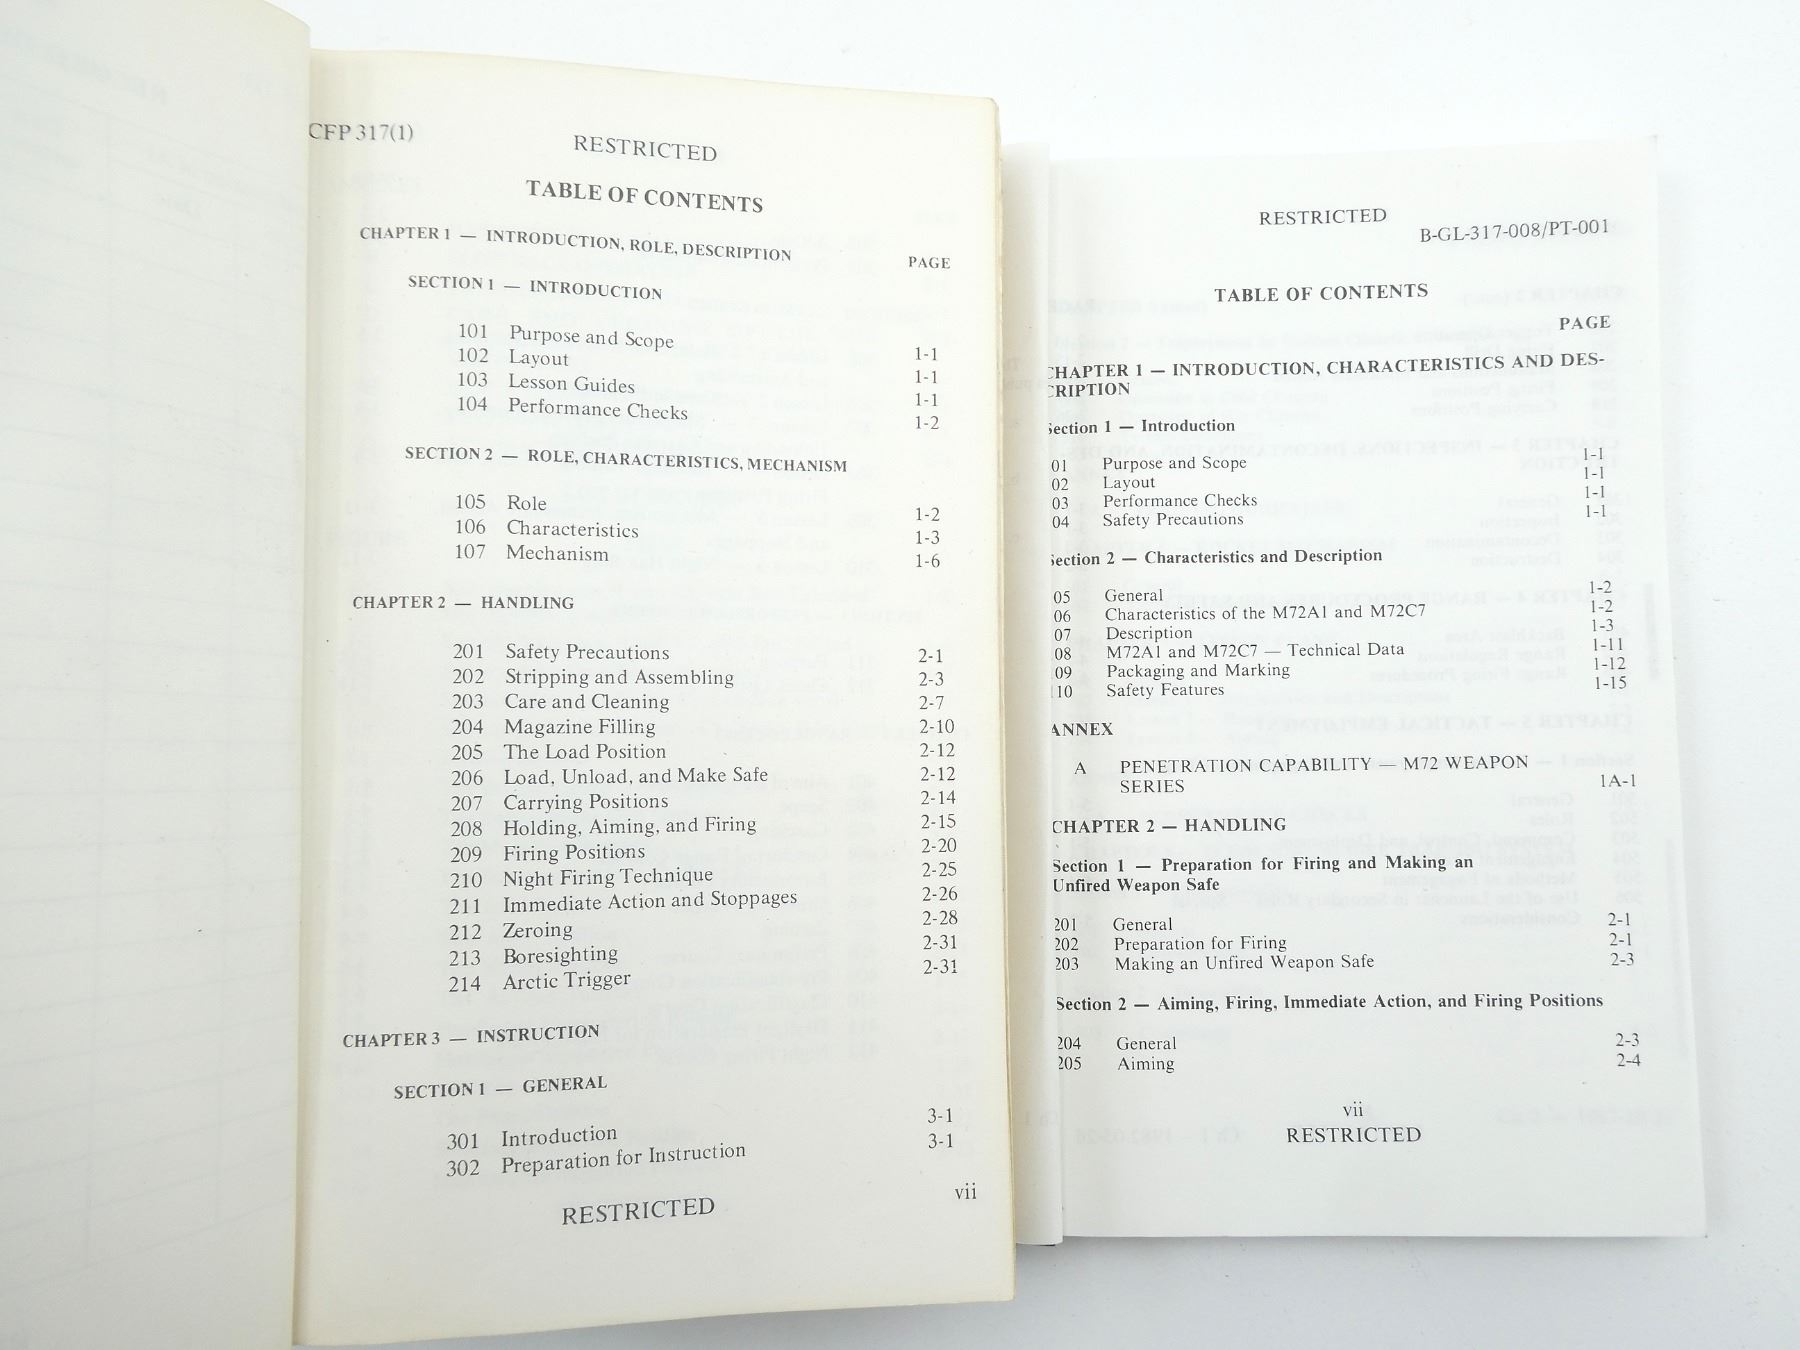 CFP 317(1)
RESTRICTED
TABLE OF CONTENTS
CHAPTER 1 — INTRODUCTION, ROLE, DESCRIPTION
PAGE
SECTION 1 — INTRODUCTION
101 Purpose and Scope 1-1
102 Layout 1-1
103 Lesson Guides 1-1
104 Performance Checks 1-2
SECTION 2 — ROLE, CHARACTERISTICS, MECHANISM
105 Role 1-2
106 Characteristics 1-3
107 Mechanism 1-6
CHAPTER 2 — HANDLING
201 Safety Precautions 2-1
202 Stripping and Assembling 2-3
203 Care and Cleaning 2-7
204 Magazine Filling 2-10
205 The Load Position 2-12
206 Load, Unload, and Make Safe 2-12
207 Carrying Positions 2-14
208 Holding, Aiming, and Firing 2-15
209 Firing Positions 2-20
210 Night Firing Technique 2-25
211 Immediate Action and Stoppages 2-26
212 Zeroing 2-28
213 Boresighting 2-31
214 Arctic Trigger 2-31
CHAPTER 3 — INSTRUCTION
SECTION 1 — GENERAL
301 Introduction 3-1
302 Preparation for Instruction 3-1
vii
RESTRICTED
RESTRICTED
B-GL-317-008/PT-001
TABLE OF CONTENTS
PAGE
CHAPTER 1 — INTRODUCTION, CHARACTERISTICS AND DES-
CRIPTION
Section 1 — Introduction
01 Purpose and Scope 1-1
02 Layout 1-1
03 Performance Checks 1-1
04 Safety Precautions 1-1
Section 2 — Characteristics and Description
05 General 1-2
06 Characteristics of the M72A1 and M72C7 1-2
07 Description 1-3
08 M72A1 and M72C7 — Technical Data 1-11
09 Packaging and Marking 1-12
110 Safety Features 1-15
ANNEX
A PENETRATION CAPABILITY — M72 WEAPON
SERIES 1A-1
CHAPTER 2 — HANDLING
Section 1 — Preparation for Firing and Making an
Unfired Weapon Safe
201 General 2-1
202 Preparation for Firing 2-1
203 Making an Unfired Weapon Safe 2-3
Section 2 — Aiming, Firing, Immediate Action, and Firing Positions
204 General 2-3
205 Aiming 2-4
vii
RESTRICTED